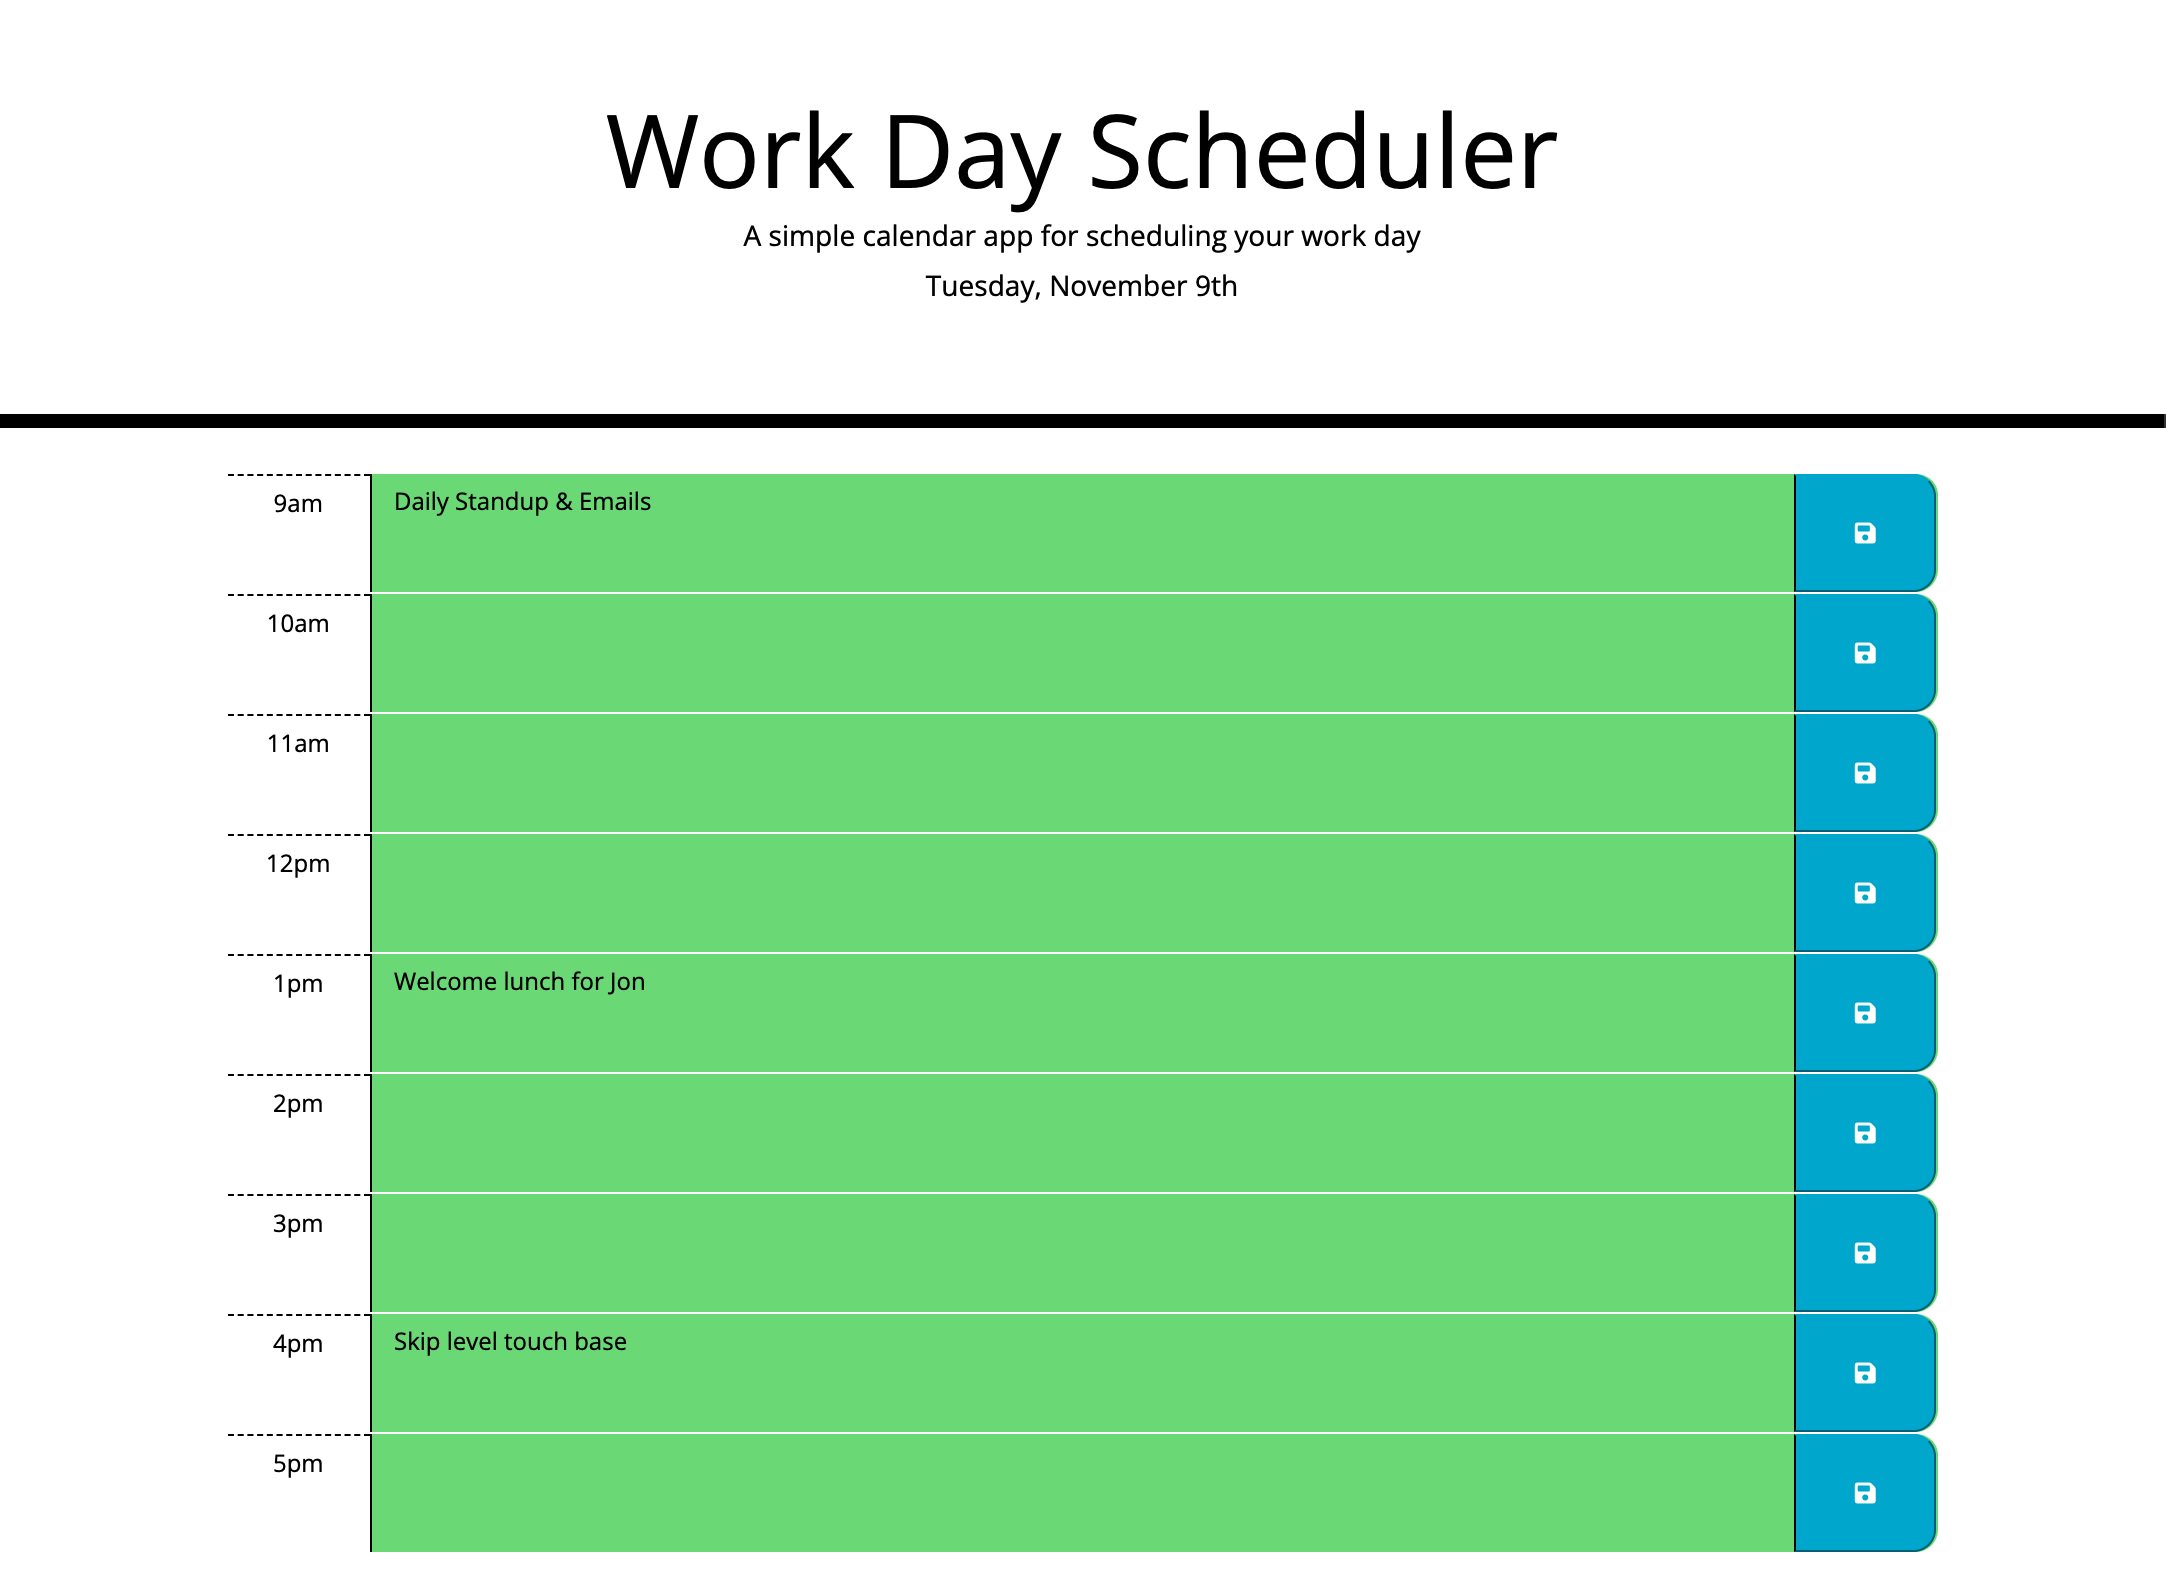 Work Day Scheduler
A simple calendar app for scheduling your work day
Tuesday, November 9th
9am
Daily Standup & Emails
10am
11am
12pm
1pm
Welcome lunch for Jon
2pm
3pm
4pm
Skip level touch base
5pm